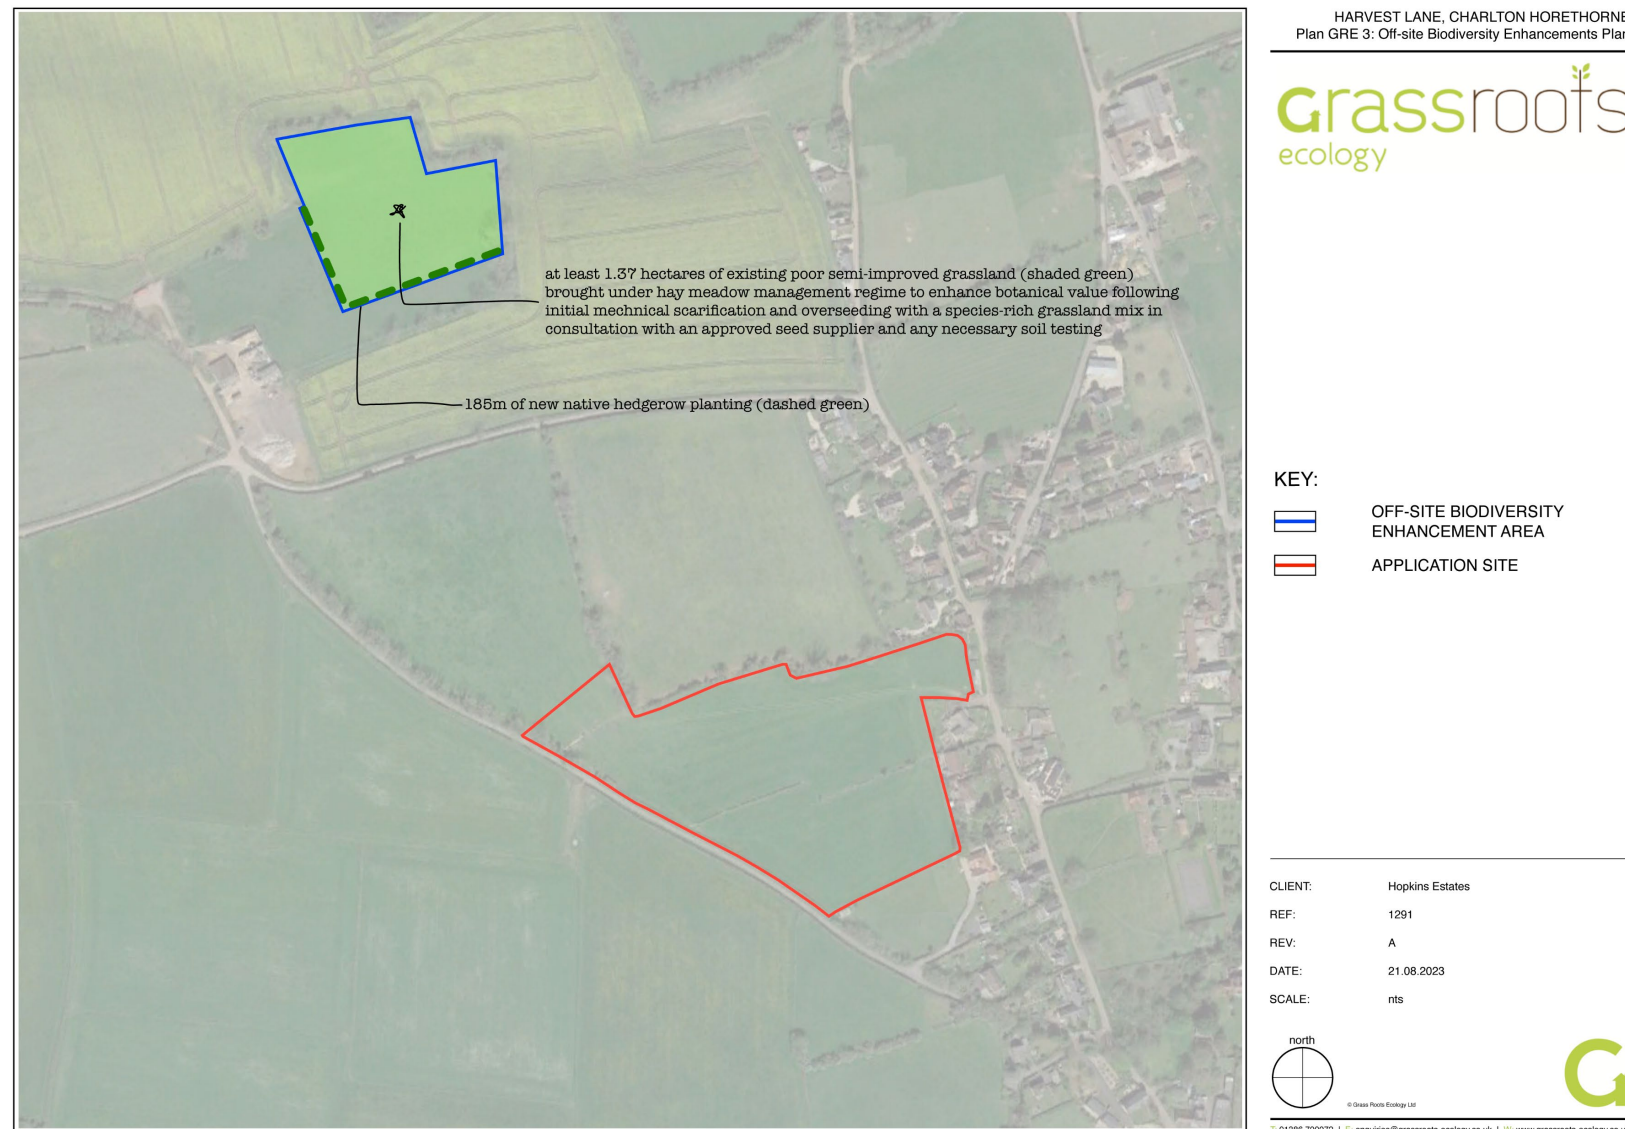 HARVEST LANE, CHARLTON HORETHORNE
Plan GRE 3: Off-site Biodiversity Enhancements Plan
Grassroots
ecology
at least 1.37 hectares of existing poor semi-improved grassland (shaded green)
brought under hay meadow management regime to enhance botanical value following
initial mechnical scarification and overseeding with a species-rich grassland mix in
consultation with an approved seed supplier and any necessary soil testing
185m of new native hedgerow planting (dashed green)
KEY:
OFF-SITE BIODIVERSITY
ENHANCEMENT AREA
APPLICATION SITE
CLIENT: Hopkins Estates
REF: 1291
REV: A
DATE: 21.08.2023
SCALE: nts
north
© Grass Roots Ecology Ltd